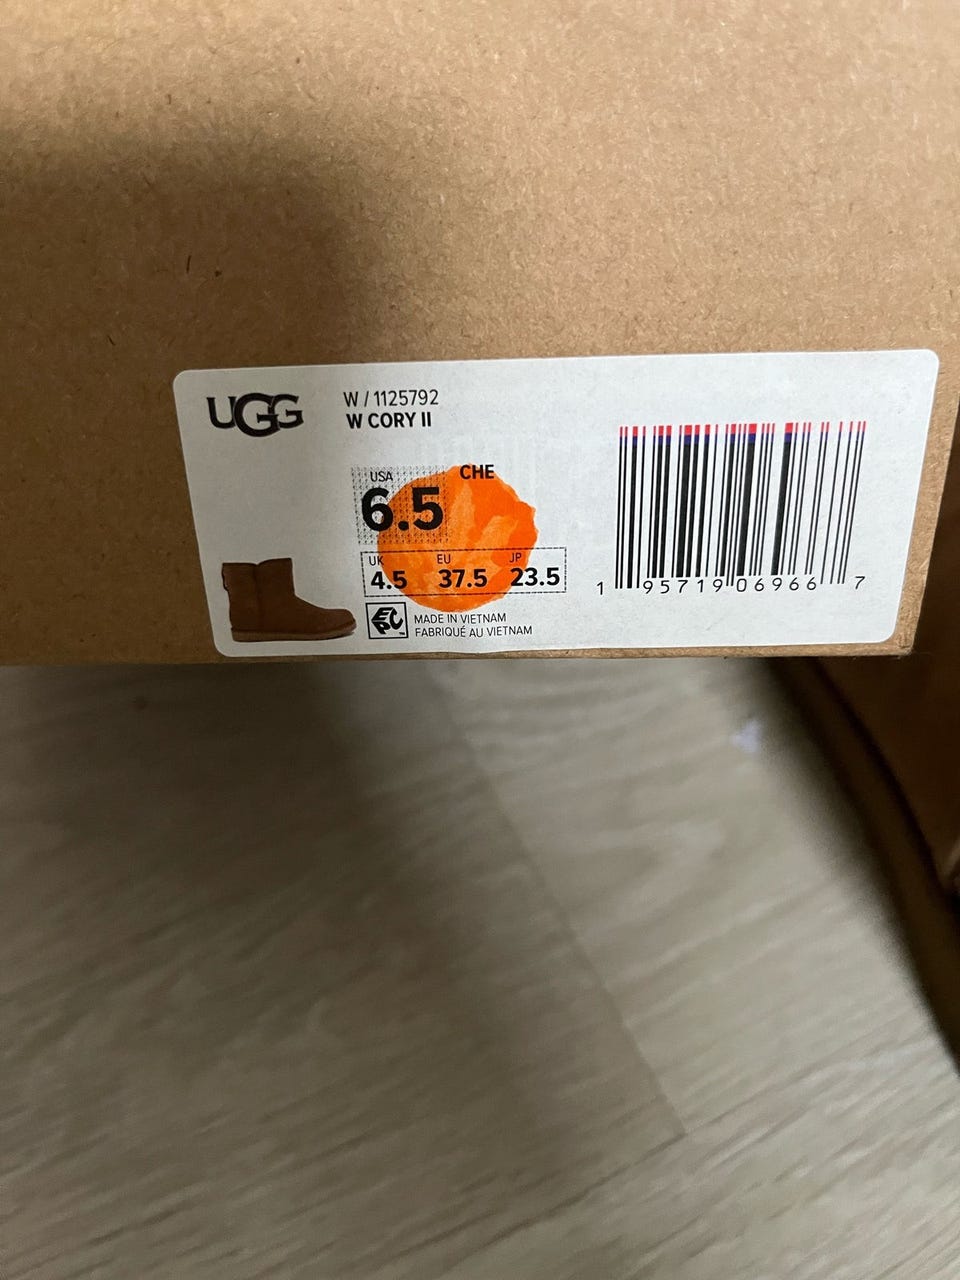 UGG
W / 1125792
W CORY II
USA
CHE
6.5
UK EU JP
4.5 37.5 23.5
EPC™
MADE IN VIETNAM
FABRIQUÉ AU VIETNAM
1 95719 06966 7